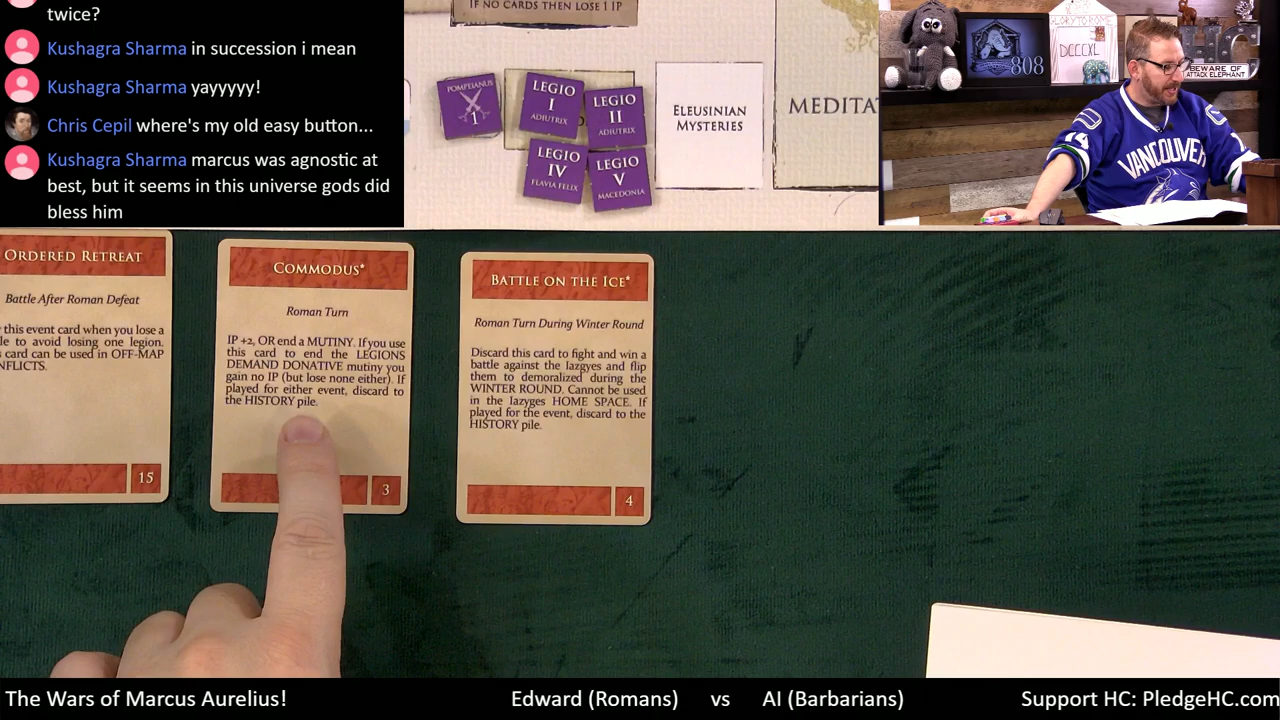 twice?
Kushagra Sharma in succession i mean
Kushagra Sharma yayyyyy!
Chris Cepil where's my old easy button...
Kushagra Sharma marcus was agnostic at
best, but it seems in this universe gods did
bless him
IF NO CARDS THEN LOSE 1 IP
POMPEIANUS
1
LEGIO
I
ADIUTRIX
LEGIO
II
ADIUTRIX
LEGIO
IV
FLAVIA FELIX
LEGIO
V
MACEDONIA
ELEUSINIAN
MYSTERIES
MEDITA
808
GLORY TO ROME
DCCCXL
HC
BEWARE OF
ATTACK ELEPHANT
14
VANCOUVER
ORDERED RETREAT
Battle After Roman Defeat
this event card when you lose a
to avoid losing one legion.
card can be used in OFF-MAP
15
COMMODUS*
Roman Turn
IP +2, OR end a MUTINY. If you use
this card to end the LEGIONS
DEMAND DONATIVE mutiny you
gain no IP (but lose none either). If
played for either event, discard to
the HISTORY pile.
3
BATTLE ON THE ICE*
Roman Turn During Winter Round
Discard this card to fight and win a
battle against the Iazgyes and flip
them to demoralized during the
WINTER ROUND. Cannot be used
in the Iazyges HOME SPACE. If
played for the event, discard to the
HISTORY pile.
4
The Wars of Marcus Aurelius!
Edward (Romans) vs AI (Barbarians)
Support HC: PledgeHC.com